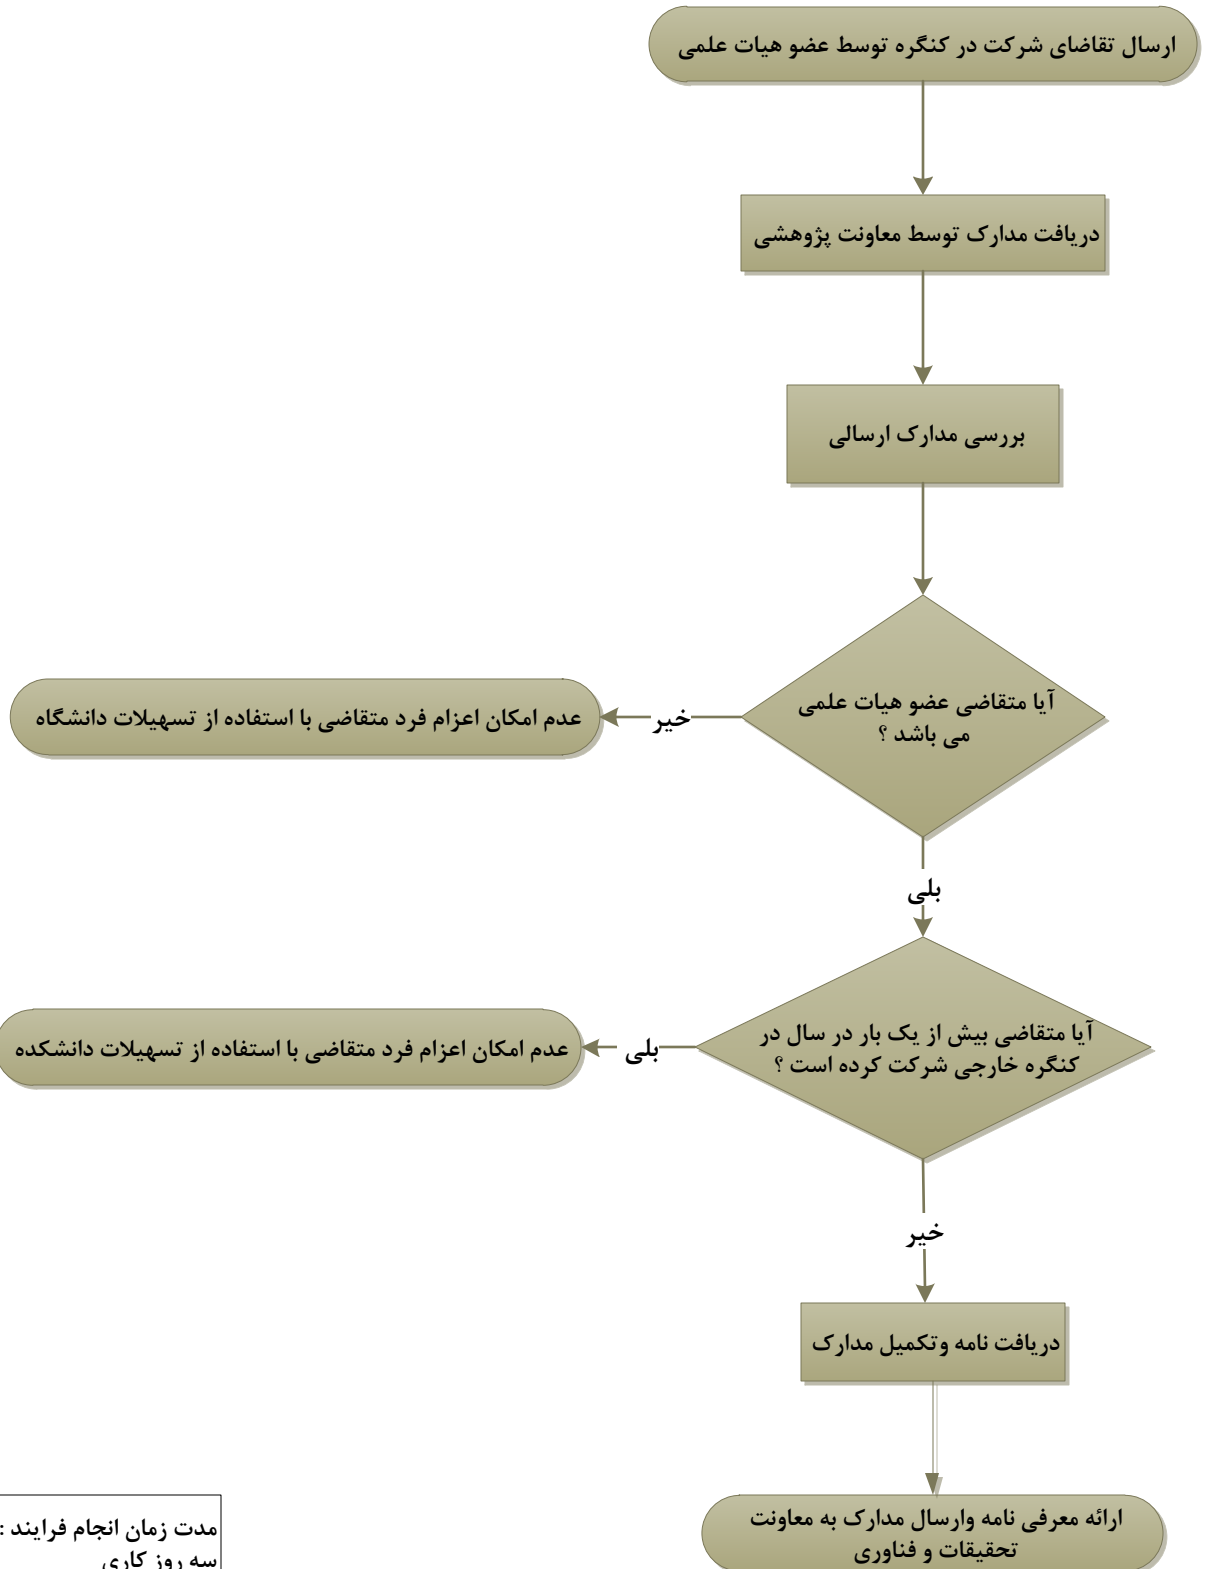 ارسال تقاضای شرکت در کنگره توسط عضو هیات علمی
دریافت مدارک توسط معاونت پژوهشی
بررسی مدارک ارسالی
آیا متقاضی عضو هیات علمی
می باشد ؟
خیر
عدم امکان اعزام فرد متقاضی با استفاده از تسهیلات دانشگاه
بلی
آیا متقاضی بیش از یک بار در سال در
کنگره خارجی شرکت کرده است ؟
بلی
عدم امکان اعزام فرد متقاضی با استفاده از تسهیلات دانشکده
خیر
دریافت نامه وتکمیل مدارک
ارائه معرفی نامه وارسال مدارک به معاونت
تحقیقات و فناوری
مدت زمان انجام فرایند :
سه روز کاری